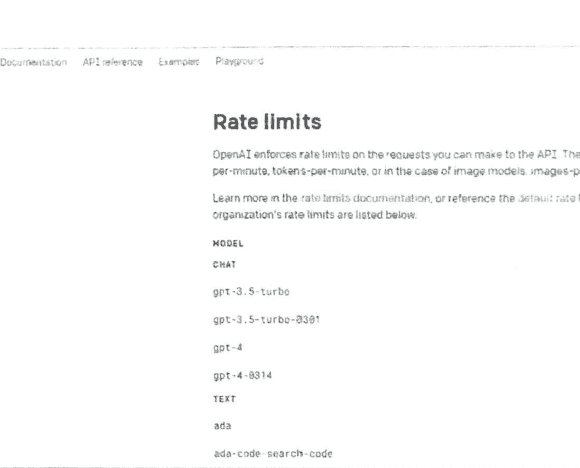 Documentation API reference Examples Playground
Rate limits
OpenAI enforces rate limits on the requests you can make to the API. The
per-minute, tokens-per-minute, or in the case of image models, images-p
Learn more in the rate limits documentation, or reference the default rate l
organization's rate limits are listed below.
MODEL
CHAT
gpt-3.5-turbo
gpt-3.5-turbo-0301
gpt-4
gpt-4-0314
TEXT
ada
ada-code-search-code